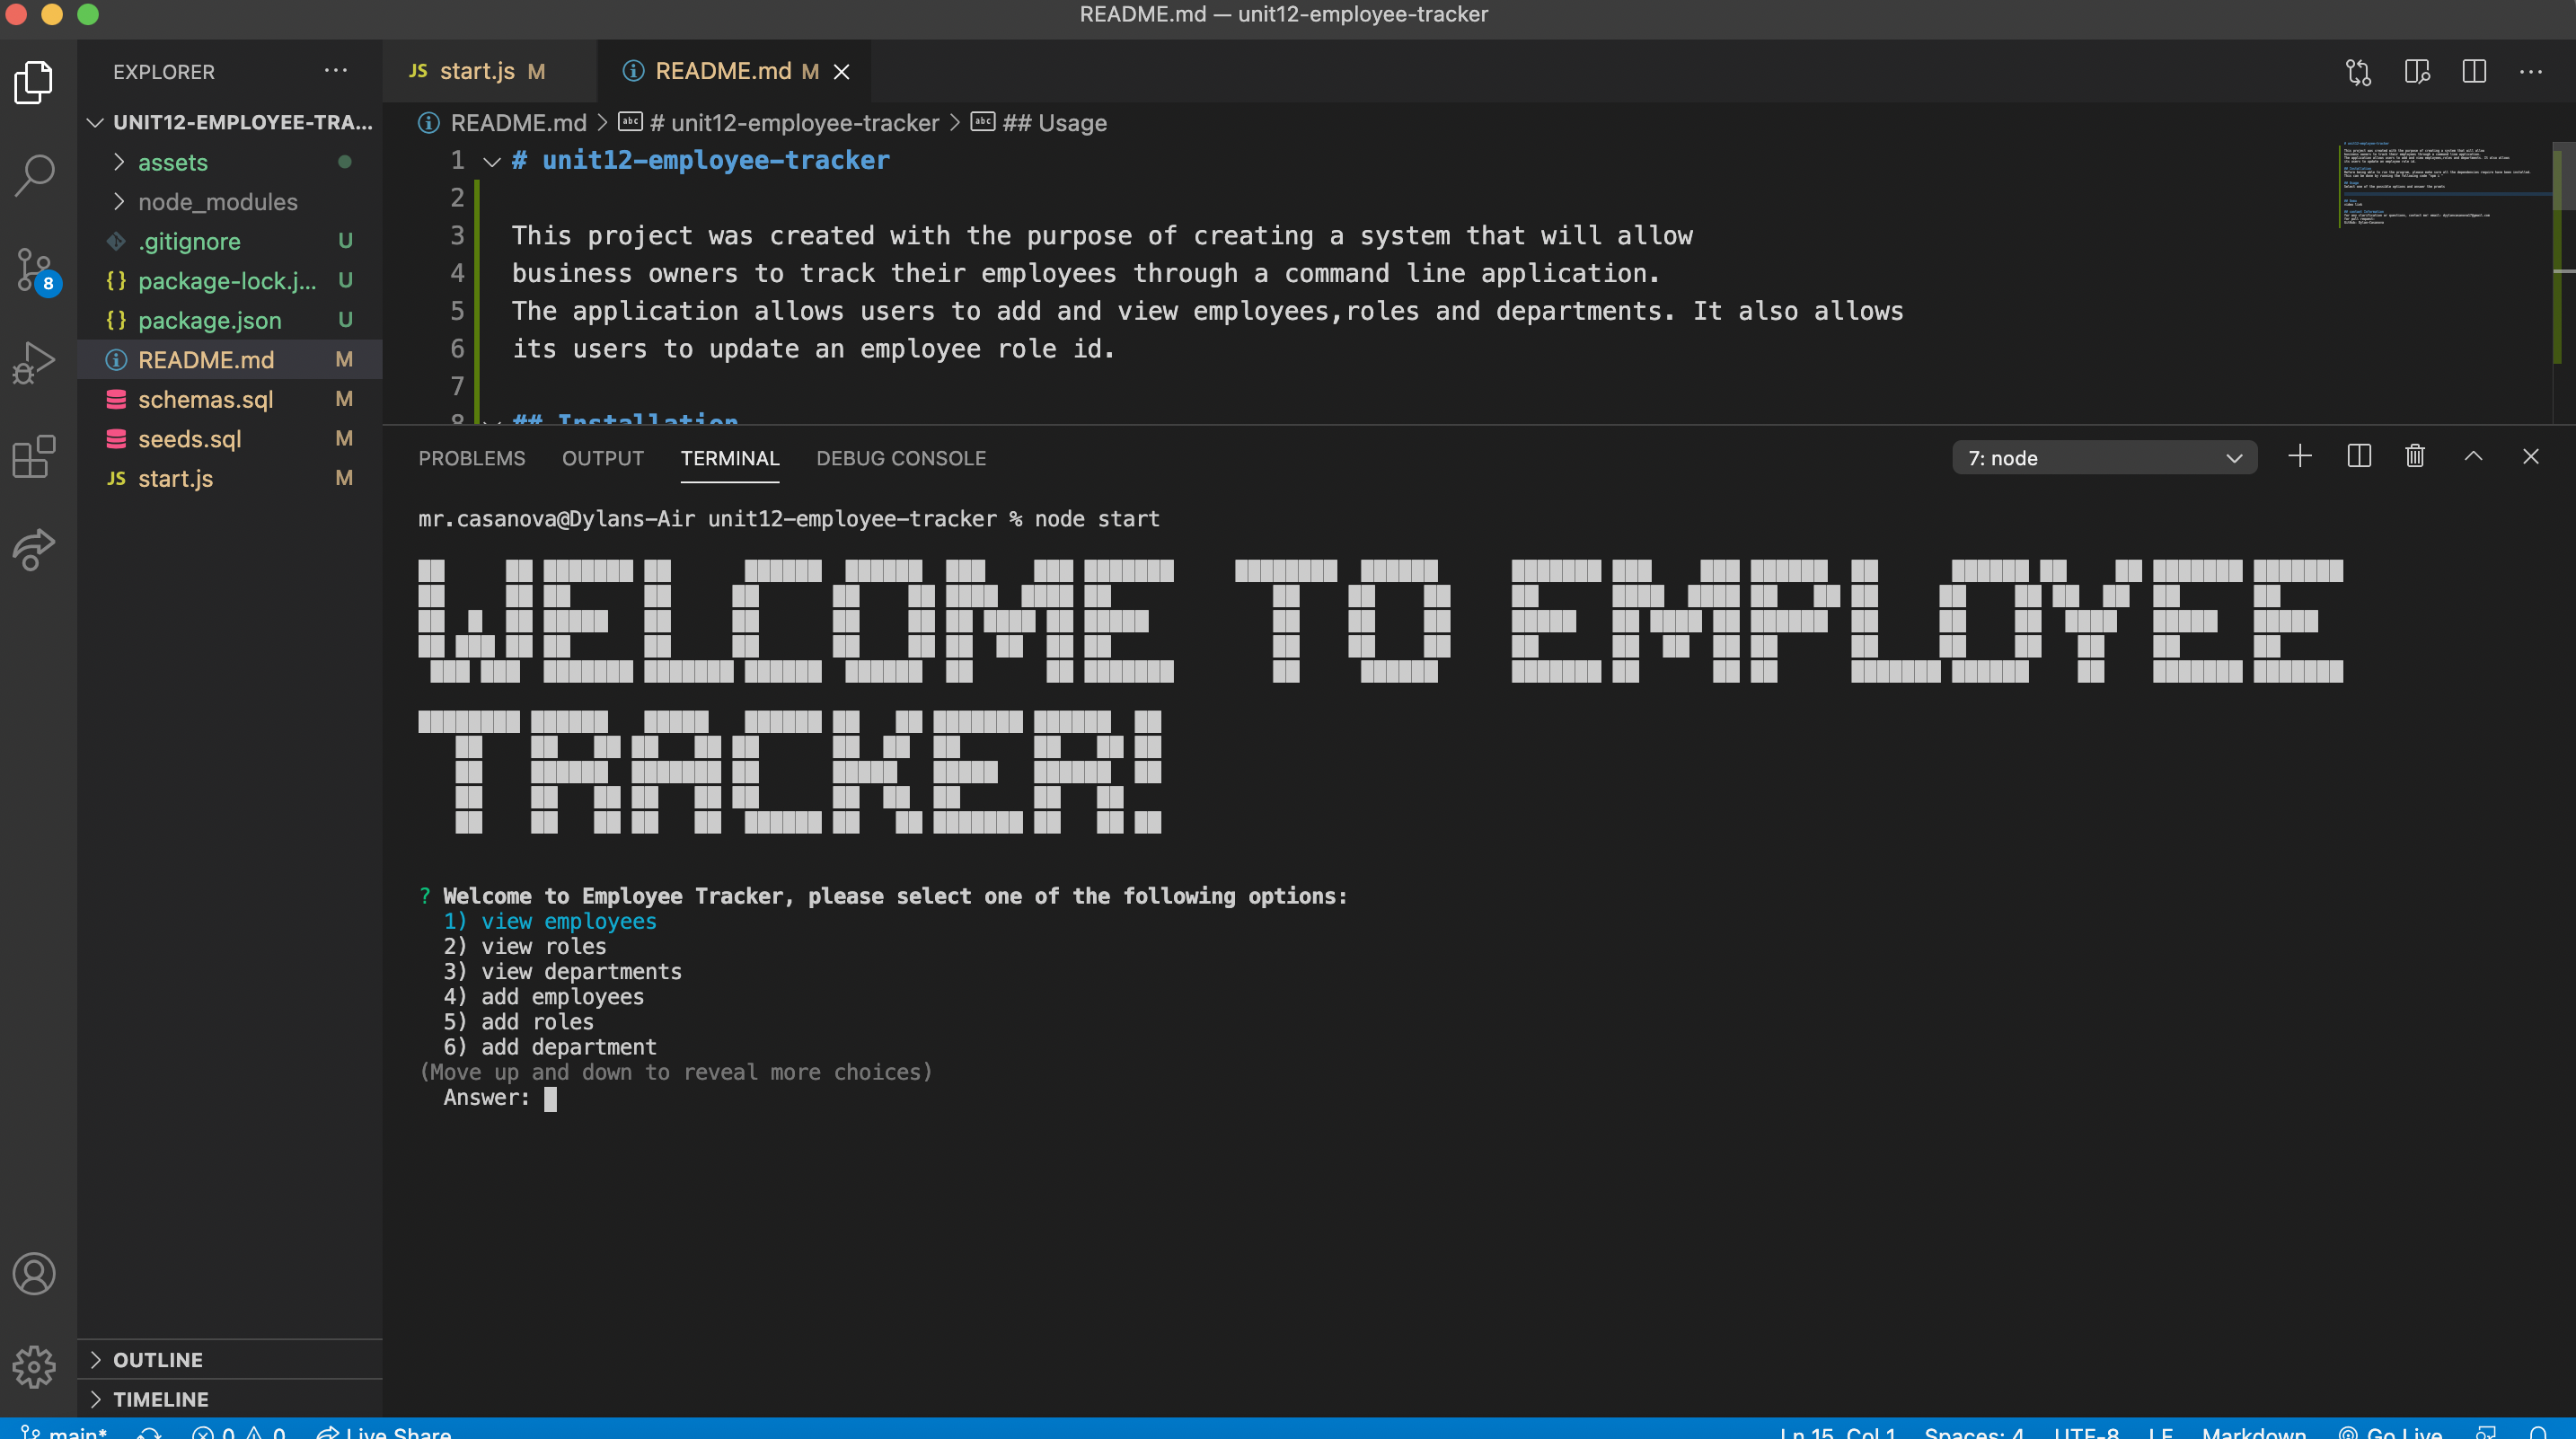 README.md — unit12-employee-tracker
EXPLORER
UNIT12-EMPLOYEE-TRA...
assets
node_modules
.gitignore U
package-lock.j... U
package.json U
README.md M
schemas.sql M
seeds.sql M
JS start.js M
OUTLINE
TIMELINE
8
JS start.js M
README.md M
README.md > # unit12-employee-tracker > ## Usage
1 # unit12-employee-tracker
2
3 This project was created with the purpose of creating a system that will allow
4 business owners to track their employees through a command line application.
5 The application allows users to add and view employees,roles and departments. It also allows
6 its users to update an employee role id.
7
8 ## Installation
PROBLEMS OUTPUT TERMINAL DEBUG CONSOLE
7: node
mr.casanova@Dylans-Air unit12-employee-tracker % node start
WELCOME TO EMPLOYEE
TRACKER!
? Welcome to Employee Tracker, please select one of the following options:
1) view employees
2) view roles
3) view departments
4) add employees
5) add roles
6) add department
(Move up and down to reveal more choices)
Answer:
main* 0 0 Live Share
Ln 15, Col 1 Spaces: 4 UTF-8 LF Markdown Go Live